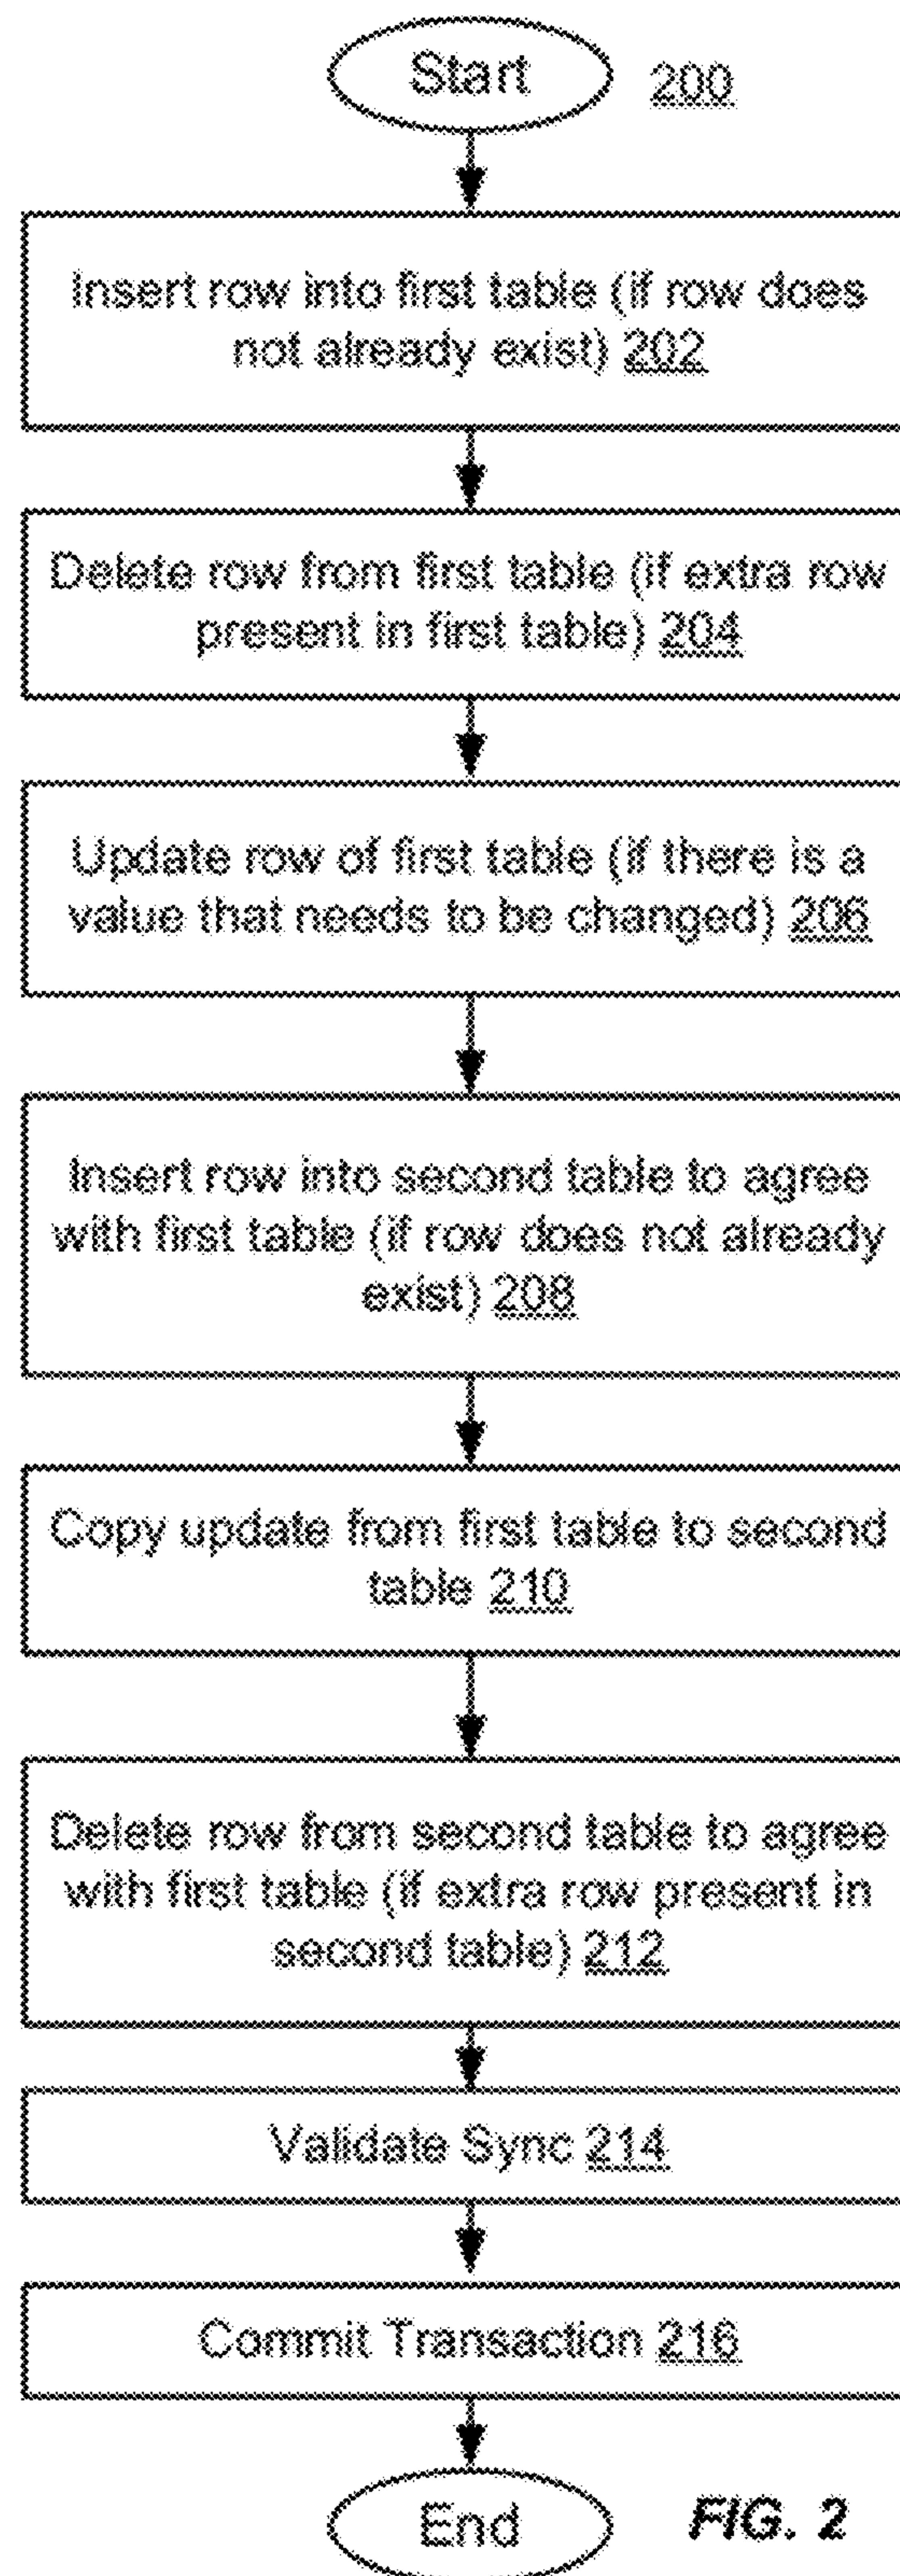 Start 200
Insert row into first table (if row does
not already exist) 202
Delete row from first table (if extra row
present in first table) 204
Update row of first table (if there is a
value that needs to be changed) 206
Insert row into second table to agree
with first table (if row does not already
exist) 208
Copy update from first table to second
table 210
Delete row from second table to agree
with first table (if extra row present in
second table) 212
Validate Sync 214
Commit Transaction 216
End FIG. 2